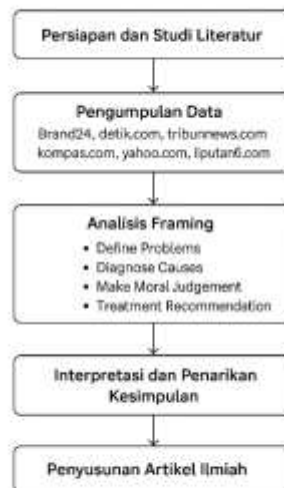 Persiapan dan Studi Literatur
Pengumpulan Data
Brand24, detik.com, tribunnews.com
kompas.com, yahoo.com, liputan6.com
Analisis Framing
• Define Problems
• Diagnose Causes
• Make Moral Judgement
• Treatment Recommendation
Interpretasi dan Penarikan
Kesimpulan
Penyusunan Artikel Ilmiah